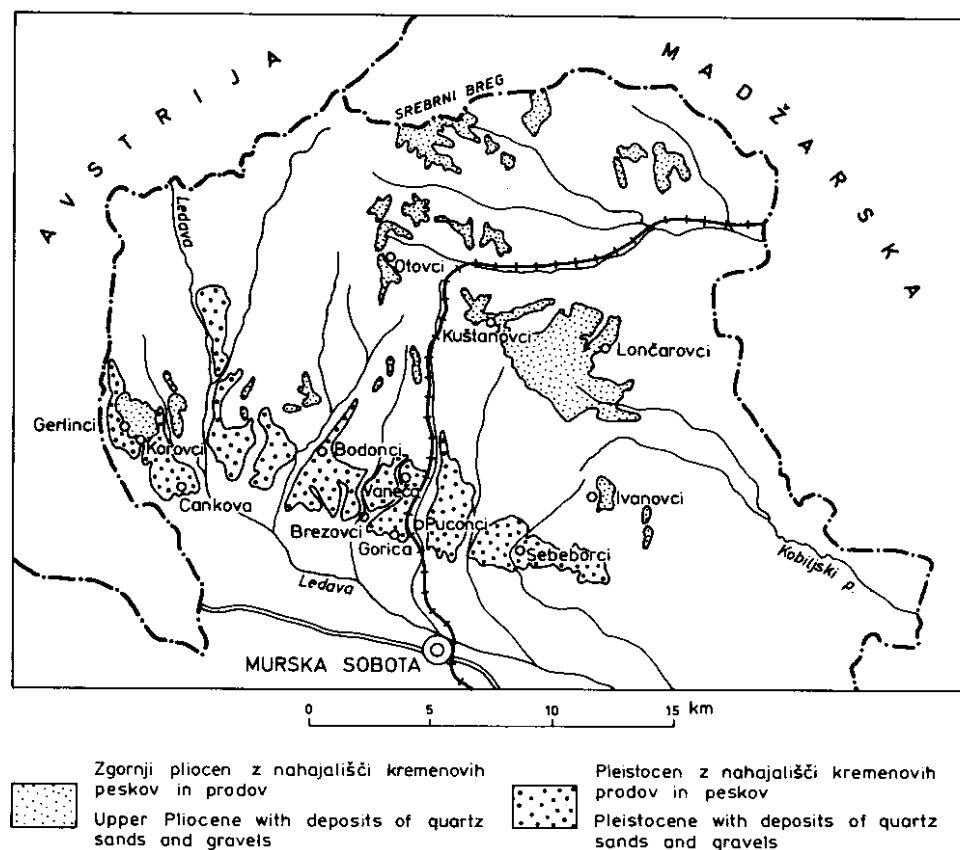 AVSTRIJA
MADŽARSKA
SREBRNI BREG
Ledava
Otovci
Kuštanovci
Lončarovci
Gerlinci
Korovci
Bodonci
Cankova
Vaneča
Ivanovci
Brezovci
Puconci
Gorica
Sebeborci
Ledava
Kobiljski p.
MURSKA SOBOTA
0 5 10 15 km
Zgornji pliocen z nahajališči kremenovih
peskov in prodov
Upper Pliocene with deposits of quartz
sands and gravels
Pleistocen z nahajališči kremenovih
prodov in peskov
Pleistocene with deposits of quartz
sands and gravels